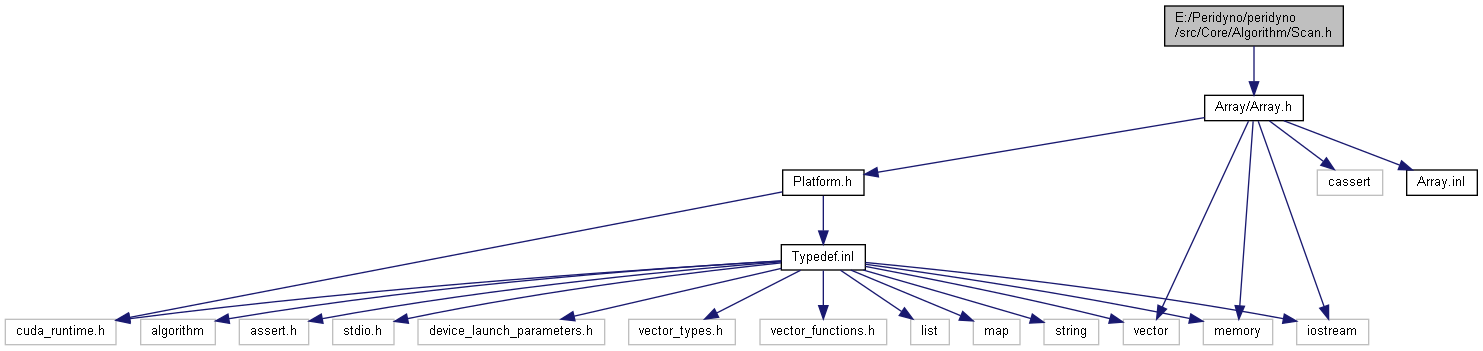 E:/Peridyno/peridyno
/src/Core/Algorithm/Scan.h
Array/Array.h
Platform.h
cassert
Array.inl
Typedef.inl
cuda_runtime.h
algorithm
assert.h
stdio.h
device_launch_parameters.h
vector_types.h
vector_functions.h
list
map
string
vector
memory
iostream